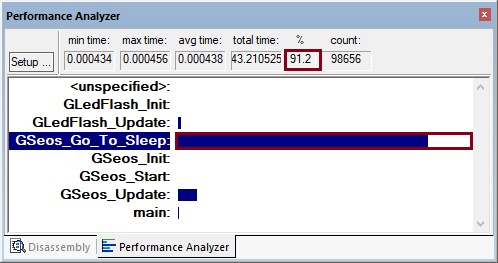 Performance Analyzer
min time: max time: avg time: total time: % count:
Setup ... 0.000434 0.000456 0.000438 43.210525 91.2 98656
<unspecified>:
GLedFlash_Init:
GLedFlash_Update:
GSeos_Go_To_Sleep:
GSeos_Init:
GSeos_Start:
GSeos_Update:
main:
Disassembly Performance Analyzer